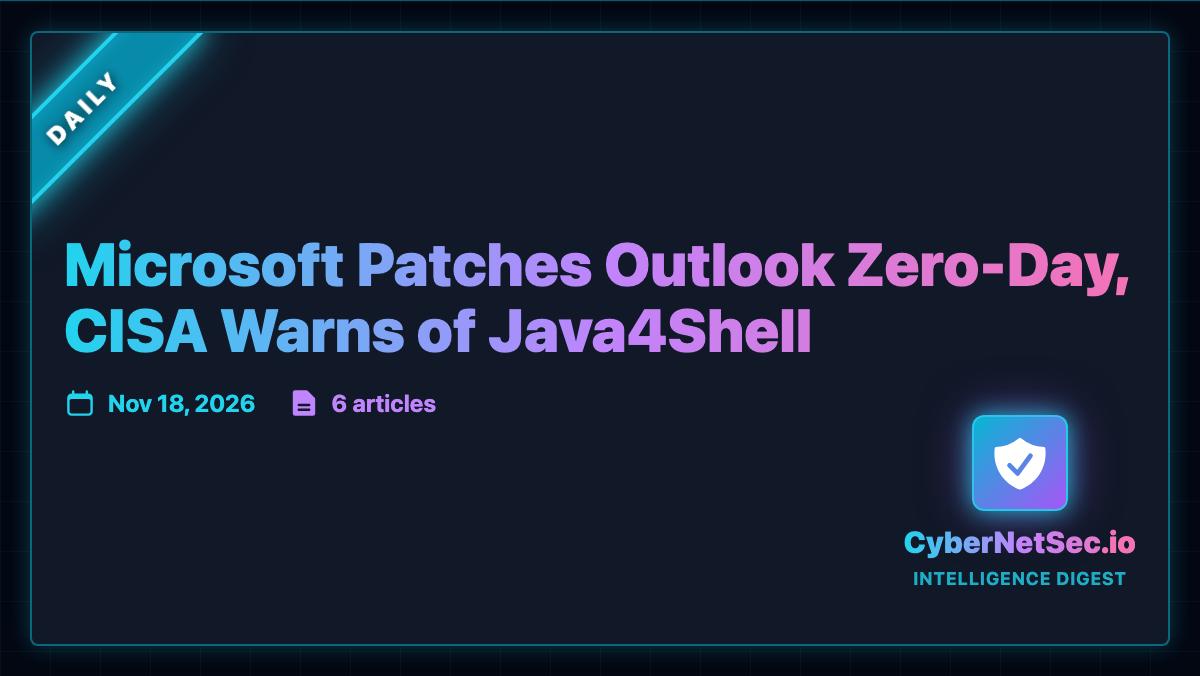 DAILY
Microsoft Patches Outlook Zero-Day,
CISA Warns of Java4Shell
Nov 18, 2026 6 articles
CyberNetSec.io
INTELLIGENCE DIGEST